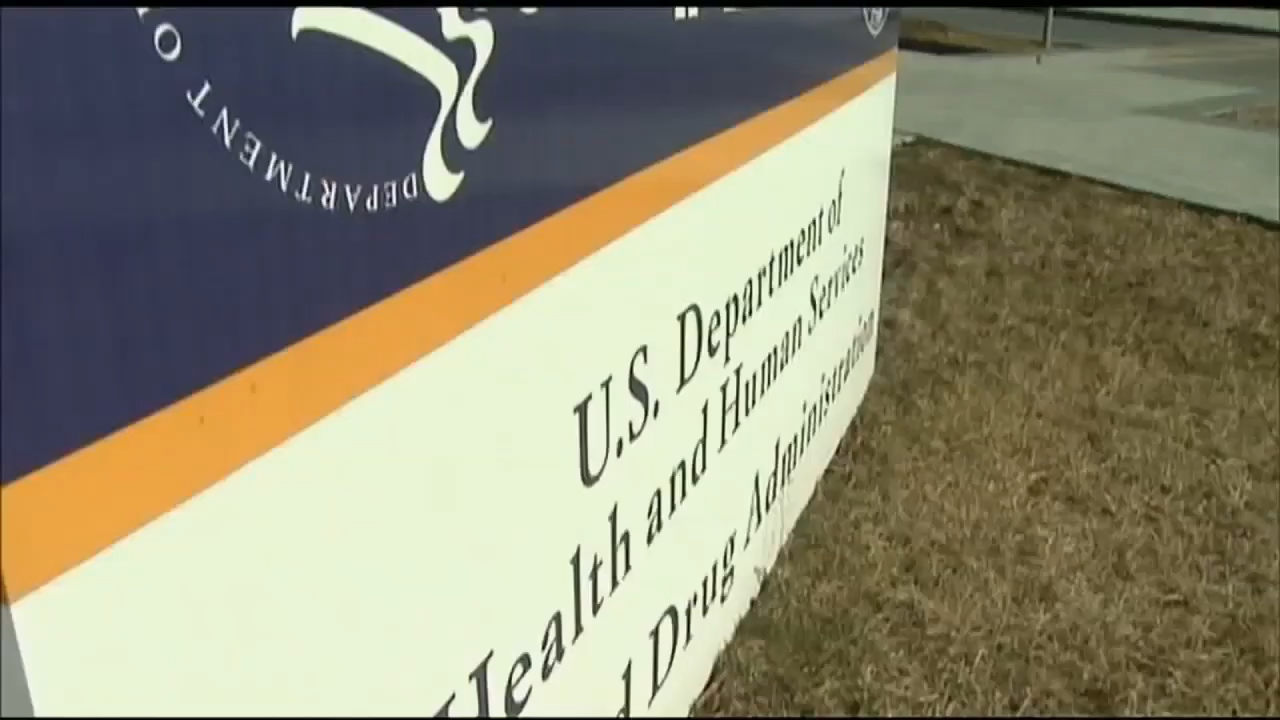 DEPARTMENT O
U.S. Department of
Health and Human Services
d Drug Administration